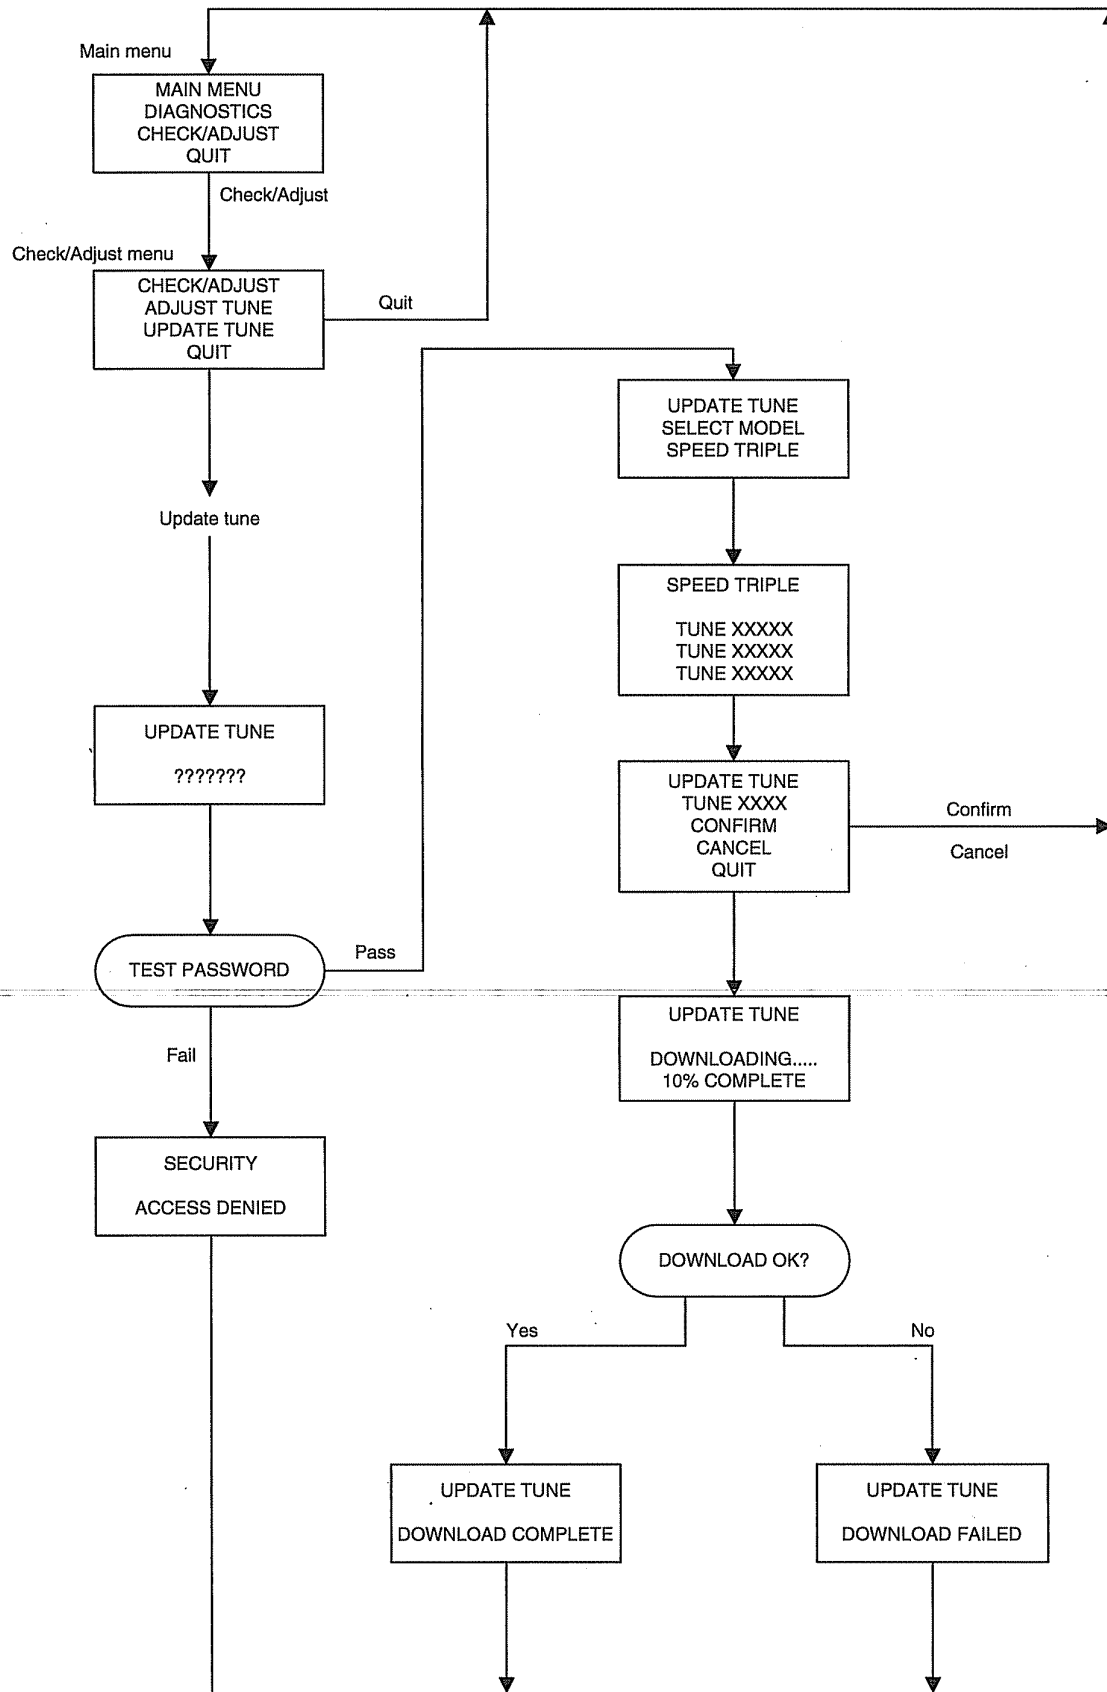 Main menu
MAIN MENU
DIAGNOSTICS
CHECK/ADJUST
QUIT
Check/Adjust
Check/Adjust menu
CHECK/ADJUST
ADJUST TUNE
UPDATE TUNE
QUIT
Quit
Update tune
UPDATE TUNE
???????
TEST PASSWORD
Pass
Fail
SECURITY
ACCESS DENIED
UPDATE TUNE
SELECT MODEL
SPEED TRIPLE
SPEED TRIPLE
TUNE XXXXX
TUNE XXXXX
TUNE XXXXX
UPDATE TUNE
TUNE XXXX
CONFIRM
CANCEL
QUIT
Confirm
Cancel
UPDATE TUNE
DOWNLOADING.....
10% COMPLETE
DOWNLOAD OK?
Yes
No
UPDATE TUNE
DOWNLOAD COMPLETE
UPDATE TUNE
DOWNLOAD FAILED